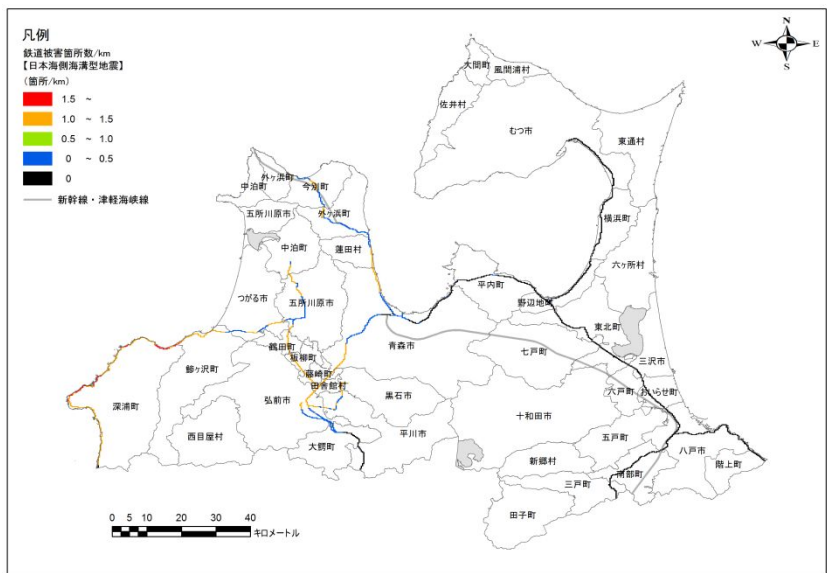 凡例
鉄道被害箇所数/km
【日本海側海溝型地震】
(箇所/km)
1.5 ~
1.0 ~ 1.5
0.5 ~ 1.0
0 ~ 0.5
0
新幹線・津軽海峡線
N
W
E
S
大間町
風間浦村
佐井村
むつ市
東通村
外ヶ浜町
今別町
中泊町
五所川原市
外ヶ浜町
横浜町
中泊町
蓬田村
六ヶ所村
平内町
つがる市
五所川原市
野辺地町
東北町
青森市
鶴田町
板柳町
七戸町
三沢市
鰺ヶ沢町
藤崎町
田舎館村
六戸町
おいらせ町
深浦町
弘前市
黒石市
十和田市
西目屋村
平川市
五戸町
大鰐町
八戸市
新郷村
階上町
南部町
三戸町
田子町
0 5 10 20 30 40
キロメートル